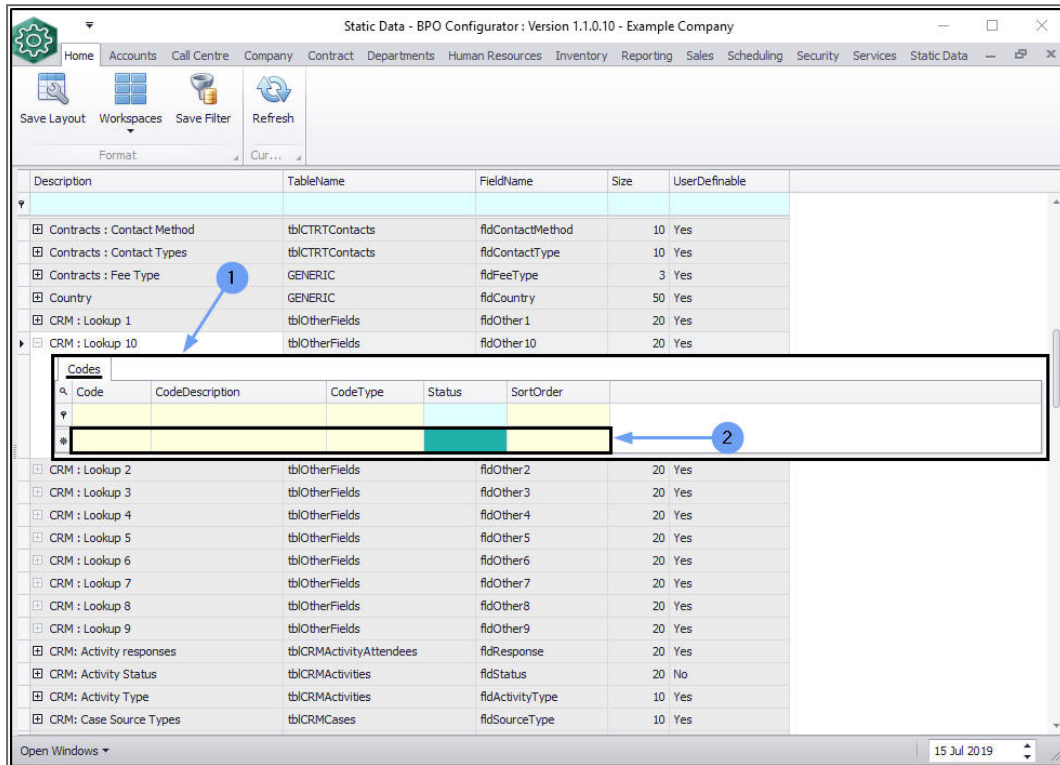 Static Data - BPO Configurator : Version 1.1.0.10 - Example Company
Home Accounts Call Centre Company Contract Departments Human Resources Inventory Reporting Sales Scheduling Security Services Static Data
Save Layout Workspaces Save Filter Refresh
Format Cur...
Description TableName FieldName Size UserDefinable
Contracts : Contact Method tblCTRTContacts fldContactMethod 10 Yes
Contracts : Contact Types tblCTRTContacts fldContactType 10 Yes
Contracts : Fee Type GENERIC fldFeeType 3 Yes
1
Country GENERIC fldCountry 50 Yes
CRM : Lookup 1 tblOtherFields fldOther1 20 Yes
CRM : Lookup 10 tblOtherFields fldOther10 20 Yes
Codes
Code CodeDescription CodeType Status SortOrder
2
CRM : Lookup 2 tblOtherFields fldOther2 20 Yes
CRM : Lookup 3 tblOtherFields fldOther3 20 Yes
CRM : Lookup 4 tblOtherFields fldOther4 20 Yes
CRM : Lookup 5 tblOtherFields fldOther5 20 Yes
CRM : Lookup 6 tblOtherFields fldOther6 20 Yes
CRM : Lookup 7 tblOtherFields fldOther7 20 Yes
CRM : Lookup 8 tblOtherFields fldOther8 20 Yes
CRM : Lookup 9 tblOtherFields fldOther9 20 Yes
CRM: Activity responses tblCRMActivityAttendees fldResponse 20 Yes
CRM: Activity Status tblCRMActivities fldStatus 20 No
CRM: Activity Type tblCRMActivities fldActivityType 10 Yes
CRM: Case Source Types tblCRMCases fldSourceType 10 Yes
Open Windows 15 Jul 2019